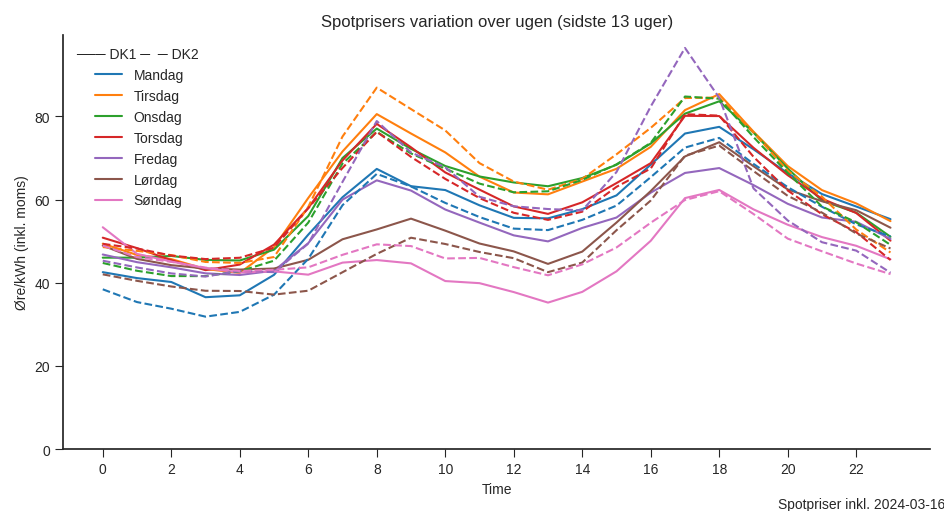 Spotprisers variation over ugen (sidste 13 uger)
DK1 DK2
Mandag
Tirsdag
Onsdag
Torsdag
Fredag
Lørdag
Søndag
Øre/kWh (inkl. moms)
80
60
40
20
0
0 2 4 6 8 10 12 14 16 18 20 22
Time
Spotpriser inkl. 2024-03-16